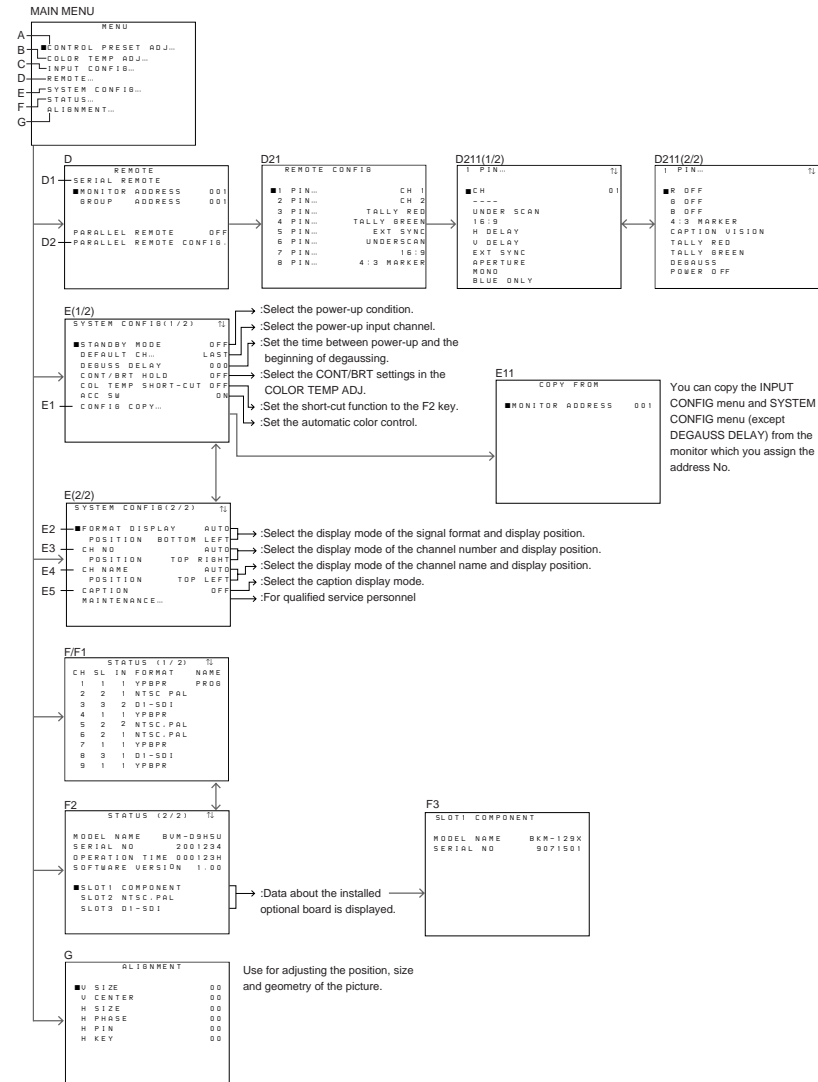 MAIN MENU
MENU
A
B
C
D
E
F
G
■CONTROL PRESET ADJ…
COLOR TEMP ADJ…
INPUT CONFIG…
REMOTE…
SYSTEM CONFIG…
STATUS…
ALIGNMENT…
D
REMOTE
D1 SERIAL REMOTE
■MONITOR ADDRESS 001
GROUP ADDRESS 001
PARALLEL REMOTE OFF
D2 PARALLEL REMOTE CONFIG.
D21
REMOTE CONFIG
■1 PIN… CH 1
2 PIN… CH 2
3 PIN… TALLY RED
4 PIN… TALLY GREEN
5 PIN… EXT SYNC
6 PIN… UNDERSCAN
7 PIN… 16:9
8 PIN… 4:3 MARKER
D211(1/2)
1 PIN… ↑↓
■CH 01
----
UNDER SCAN
16:9
H DELAY
V DELAY
EXT SYNC
APERTURE
MONO
BLUE ONLY
D211(2/2)
1 PIN… ↑↓
■R OFF
G OFF
B OFF
4:3 MARKER
CAPTION VISION
TALLY RED
TALLY GREEN
DEGAUSS
POWER OFF
E(1/2)
SYSTEM CONFIG(1/2) ↑↓
■STANDBY MODE OFF
DEFAULT CH… LAST
DEGUSS DELAY 000
CONT/BRT HOLD OFF
COL TEMP SHORT-CUT OFF
ACC SW ON
E1 CONFIG COPY…
:Select the power-up condition.
:Select the power-up input channel.
:Set the time between power-up and the
beginning of degaussing.
:Select the CONT/BRT settings in the
COLOR TEMP ADJ.
:Set the short-cut function to the F2 key.
:Set the automatic color control.
E11
COPY FROM
■MONITOR ADDRESS 001
You can copy the INPUT
CONFIG menu and SYSTEM
CONFIG menu (except
DEGAUSS DELAY) from the
monitor which you assign the
address No.
E(2/2)
SYSTEM CONFIG(2/2) ↑↓
E2 ■FORMAT DISPLAY AUTO
POSITION BOTTOM LEFT
E3 CH NO AUTO
POSITION TOP RIGHT
E4 CH NAME AUTO
POSITION TOP LEFT
E5 CAPTION OFF
MAINTENANCE…
:Select the display mode of the signal format and display position.
:Select the display mode of the channel number and display position.
:Select the display mode of the channel name and display position.
:Select the caption display mode.
:For qualified service personnel
F/F1
STATUS (1/2) ↑↓
CH SL IN FORMAT NAME
1 1 1 YPBPR PROG
2 2 1 NTSC PAL
3 3 2 D1-SDI
4 1 1 YPBPR
5 2 2 NTSC.PAL
6 2 1 NTSC.PAL
7 1 1 YPBPR
8 3 1 D1-SDI
9 1 1 YPBPR
F2
STATUS (2/2) ↑↓
MODEL NAME BVM-D9H5U
SERIAL NO 2001234
OPERATION TIME 000123H
SOFTWARE VERSION 1.00
■SLOT1 COMPONENT
SLOT2 NTSC.PAL
SLOT3 D1-SDI
:Data about the installed
optional board is displayed.
F3
SLOT1 COMPONENT
MODEL NAME BKM-129X
SERIAL NO 9071501
G
ALIGNMENT
■V SIZE 00
V CENTER 00
H SIZE 00
H PHASE 00
H PIN 00
H KEY 00
Use for adjusting the position, size
and geometry of the picture.